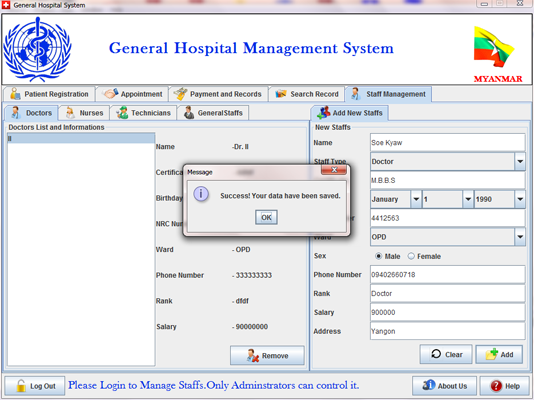 General Hospital System
General Hospital Management System
MYANMAR
Patient Registration
Appointment
Payment and Records
Search Record
Staff Management
Doctors
Nurses
Technicians
GeneralStaffs
Add New Staffs
Doctors List and Informations
II
Name -Dr. II
Certifica
Birthday
NRC Num
Ward - OPD
Phone Number - 333333333
Rank - dfdf
Salary - 90000000
Remove
New Staffs
Name Soe Kyaw
Staff Type Doctor
M.B.B.S
January 1 1990
4412563
Ward OPD
Sex Male Female
Phone Number 09402660718
Rank Doctor
Salary 900000
Address Yangon
Clear Add
Message
Success! Your data have been saved.
OK
Log Out
Please Login to Manage Staffs.Only Adminstrators can control it.
About Us
Help